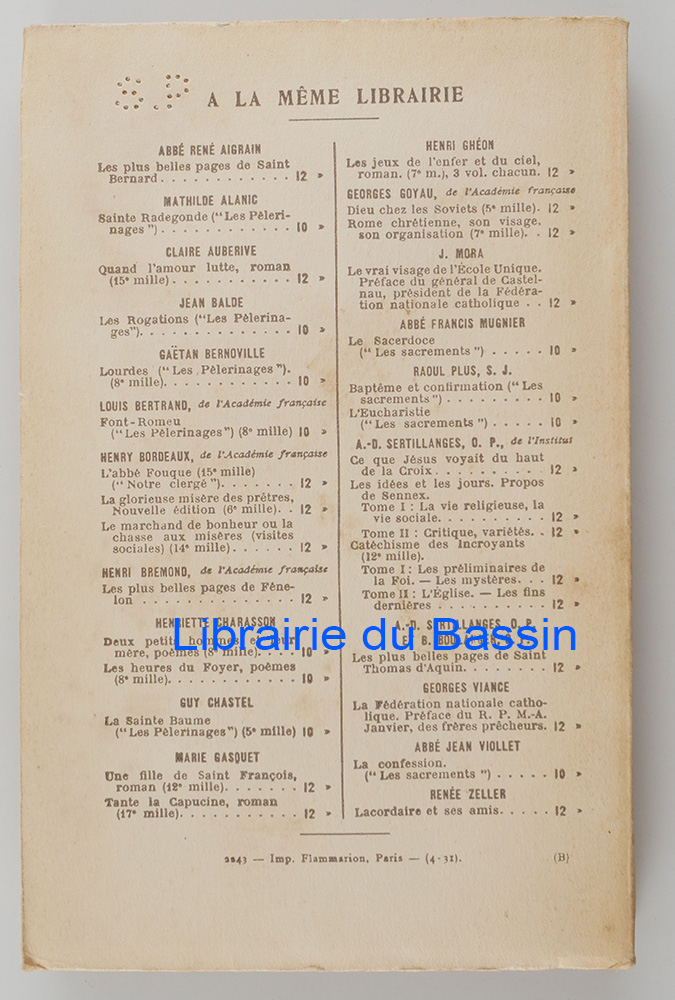 S.P
A LA MÊME LIBRAIRIE
ABBÉ RENÉ AIGRAIN
Les plus belles pages de Saint
Bernard. . . . . . . . . . . . 12 »
MATHILDE ALANIC
Sainte Radegonde ("Les Pèleri-
nages"). . . . . . . . . . . . 10 »
CLAIRE AUBERIVE
Quand l'amour lutte, roman
(15e mille) . . . . . . . . . . . 12 »
JEAN BALDE
Les Rogations ("Les Pèlerina-
ges"). . . . . . . . . . . . . 10 »
GAËTAN BERNOVILLE
Lourdes ("Les Pèlerinages").
(8e mille). . . . . . . . . . . . 10 »
LOUIS BERTRAND, de l'Académie française
Font-Romeu
("Les Pèlerinages") (8e mille) 10 »
HENRY BORDEAUX, de l'Académie française
L'abbé Fouque (15e mille)
("Notre clergé"). . . . . . . 12 »
La glorieuse misère des prêtres,
Nouvelle édition (6e mille). . 12 »
Le marchand de bonheur ou la
chasse aux misères (visites
sociales) (14e mille) . . . . . . 12 »
HENRI BREMOND, de l'Académie française
Les plus belles pages de Féne-
lon . . . . . . . . . . . . . . 12 »
HENRIETTE CHARASSON
Deux petits hommes et leur
mère, poèmes (8e mille). . . . 10 »
Les heures du Foyer, poèmes
(8e mille). . . . . . . . . . . . 10 »
GUY CHASTEL
La Sainte Baume
("Les Pèlerinages") (5e mille) 10 »
MARIE GASQUET
Une fille de Saint François,
roman (12e mille). . . . . . . 12 »
Tante la Capucine, roman
(17e mille). . . . . . . . . . . 12 »
HENRI GHÉON
Les jeux de l'enfer et du ciel,
roman. (7e m.), 3 vol. chacun. 12 »
GEORGES GOYAU, de l'Académie française
Dieu chez les Soviets (5e mille). 12 »
Rome chrétienne, son visage.
son organisation (7e mille). . 12 »
J. MORA
Le vrai visage de l'École Unique.
Préface du général de Castel-
nau, président de la Fédéra-
tion nationale catholique . . 12 »
ABBÉ FRANCIS MUGNIER
Le Sacerdoce
("Les sacrements") . . . . . 10 »
RAOUL PLUS, S. J.
Baptême et confirmation ("Les
sacrements"). . . . . . . . . 10 »
L'Eucharistie
("Les sacrements"). . . . . 10 »
A.-D. SERTILLANGES, O. P., de l'Institut
Ce que Jésus voyait du haut
de la Croix. . . . . . . . . . 12 »
Les idées et les jours. Propos
de Sennex.
Tome I : La vie religieuse, la
vie sociale. . . . . . . . . . 12 »
Tome II : Critique, variétés. . 12 »
Catéchisme des Incroyants
(12e mille).
Tome I : Les préliminaires de
la Foi. — Les mystères. . . 12 »
Tome II : L'Église. — Les fins
dernières . . . . . . . . . . 12 »
A.-D. SERTILLANGES, O. P.
ET B. BOULANGER, O. P.
Librairie du Bassin
Les plus belles pages de Saint
Thomas d'Aquin. . . . . . . . 12 »
GEORGES VIANCE
La Fédération nationale catho-
lique. Préface du R. P. M.-A.
Janvier, des frères prêcheurs. 12 »
ABBÉ JEAN VIOLLET
La confession.
("Les sacrements") . . . . . 10 »
RENÉE ZELLER
Lacordaire et ses amis. . . . . 12 »
2043 — Imp. Flammarion, Paris — (4-31).
(B)